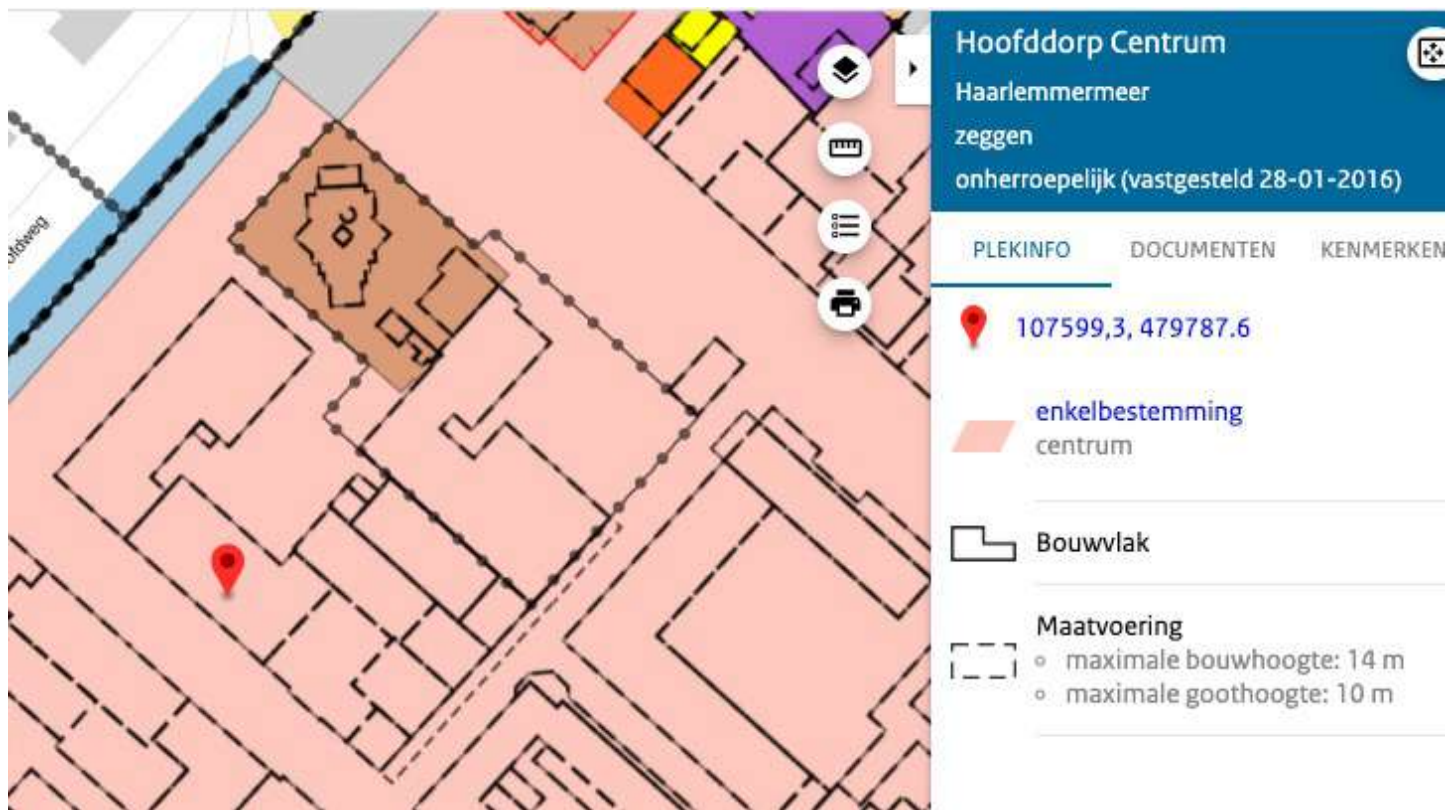 Hoofddorp Centrum
Haarlemmermeer
zeggen
onherroepelijk (vastgesteld 28-01-2016)
PLEKINFO DOCUMENTEN KENMERKEN
107599,3, 479787.6
enkelbestemming
centrum
Bouwvlak
Maatvoering
maximale bouwhoogte: 14 m
maximale goothoogte: 10 m
ofdweg